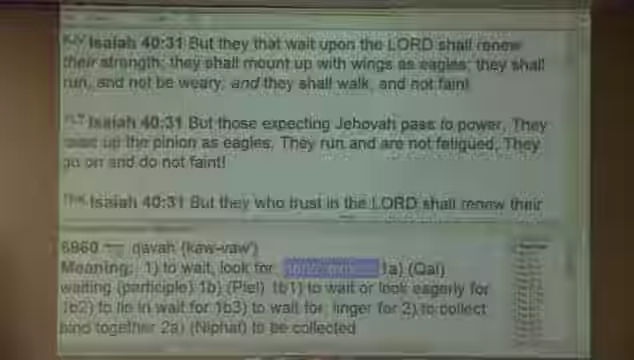 KJV Isaiah 40:31 But they that wait upon the LORD shall renew
their strength; they shall mount up with wings as eagles; they shall
run, and not be weary; and they shall walk, and not faint.
YLT Isaiah 40:31 But those expecting Jehovah pass to power, They
raise up the pinion as eagles, They run and are not fatigued, They
go on and do not faint!
Isaiah 40:31 But they who trust in the LORD shall renew their
6960 qavah {kaw-vaw'}
Meaning: 1) to wait, look for, 1a) (Qal)
waiting (participle) 1b) (Piel) 1b1) to wait or look eagerly for
1b2) to lie in wait for 1b3) to wait for, linger for 2) to collect
bind together 2a) (Niphal) to be collected